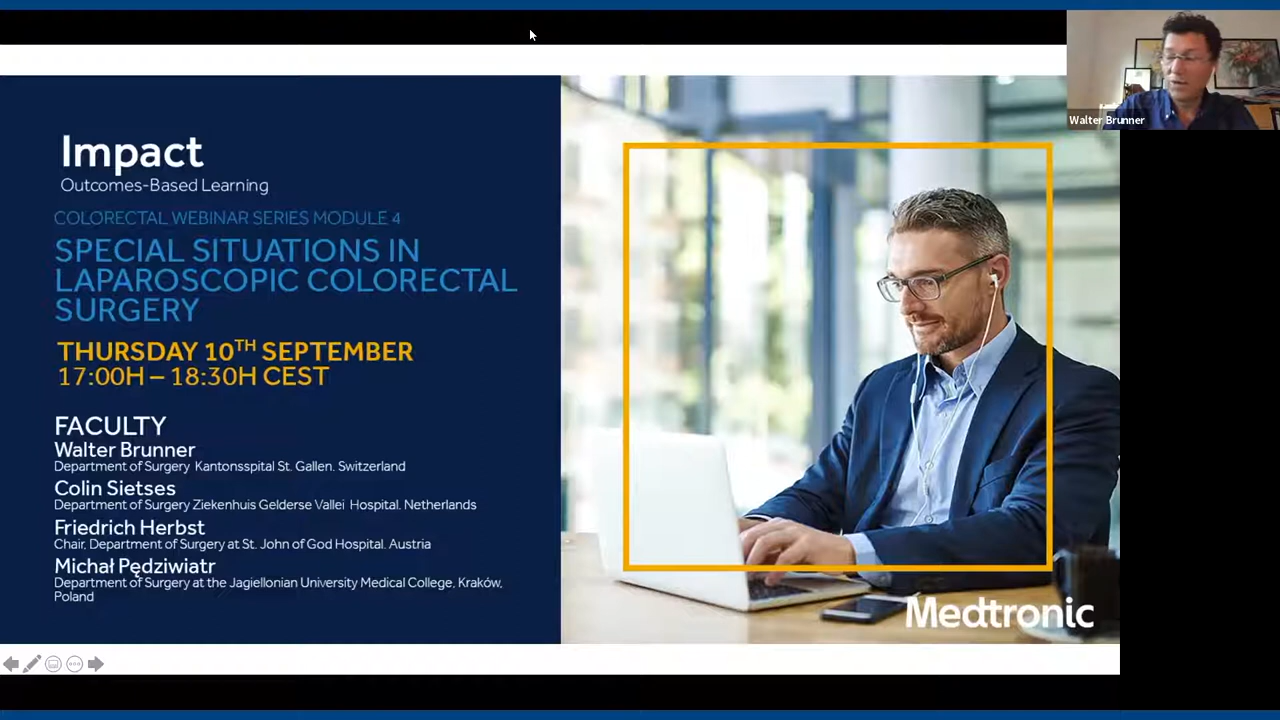 Impact
Outcomes-Based Learning
COLORECTAL WEBINAR SERIES MODULE 4
SPECIAL SITUATIONS IN
LAPAROSCOPIC COLORECTAL
SURGERY
THURSDAY 10TH SEPTEMBER
17:00H – 18:30H CEST
FACULTY
Walter Brunner
Department of Surgery Kantonsspital St. Gallen. Switzerland
Colin Sietses
Department of Surgery Ziekenhuis Gelderse Vallei Hospital. Netherlands
Friedrich Herbst
Chair, Department of Surgery at St. John of God Hospital. Austria
Michał Pędziwiatr
Department of Surgery at the Jagiellonian University Medical College, Kraków,
Poland
Medtronic
Walter Brunner